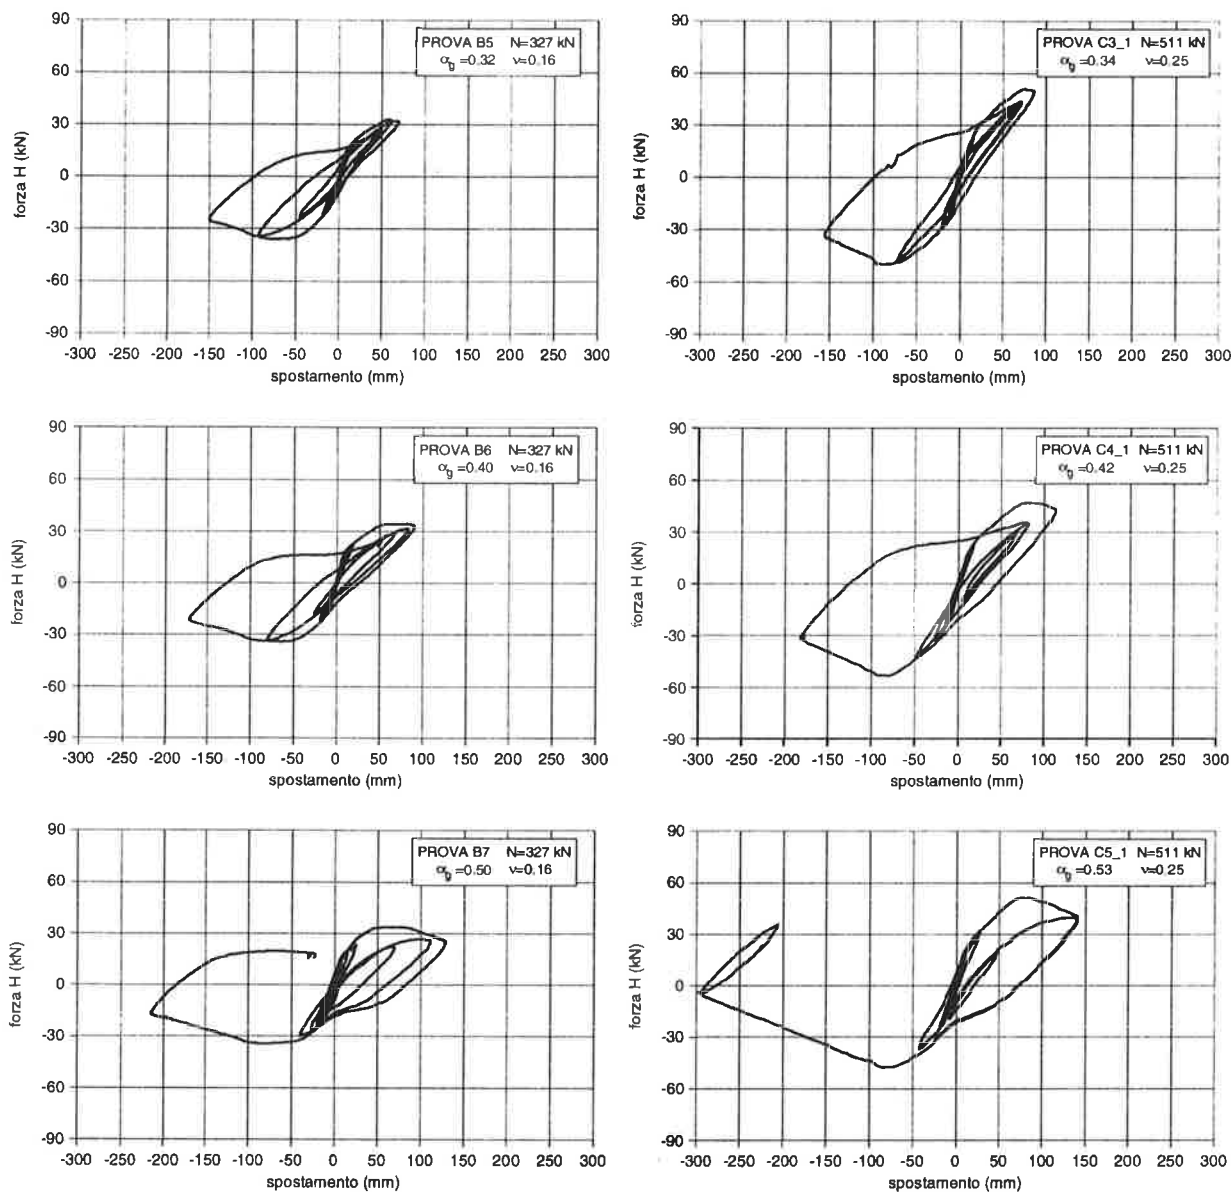 90
60
30
0
-30
-60
-90
forza H (kN)
PROVA B5 N=327 kN
αg =0.32 ν=0.16
-300 -250 -200 -150 -100 -50 0 50 100 150 200 250 300
spostamento (mm)
90
60
30
0
-30
-60
-90
forza H (kN)
PROVA C3_1 N=511 kN
αg =0.34 ν=0.25
-300 -250 -200 -150 -100 -50 0 50 100 150 200 250 300
spostamento (mm)
90
60
30
0
-30
-60
-90
forza H (kN)
PROVA B6 N=327 kN
αg =0.40 ν=0.16
-300 -250 -200 -150 -100 -50 0 50 100 150 200 250 300
spostamento (mm)
90
60
30
0
-30
-60
-90
forza H (kN)
PROVA C4_1 N=511 kN
αg =0.42 ν=0.25
-300 -250 -200 -150 -100 -50 0 50 100 150 200 250 300
spostamento (mm)
90
60
30
0
-30
-60
-90
forza H (kN)
PROVA B7 N=327 kN
αg =0.50 ν=0.16
-300 -250 -200 -150 -100 -50 0 50 100 150 200 250 300
spostamento (mm)
90
60
30
0
-30
-60
-90
forza H (kN)
PROVA C5_1 N=511 kN
αg =0.53 ν=0.25
-300 -250 -200 -150 -100 -50 0 50 100 150 200 250 300
spostamento (mm)